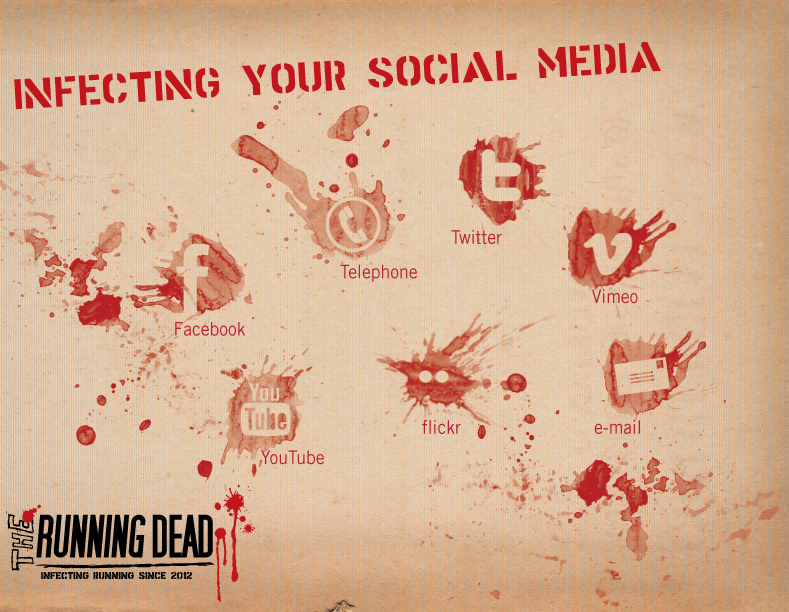 INFECTING YOUR SOCIAL MEDIA
Telephone
Twitter
Vimeo
f
Facebook
t
v
You
Tube
YouTube
flickr
e-mail
THE RUNNING DEAD
INFECTING RUNNING SINCE 2012